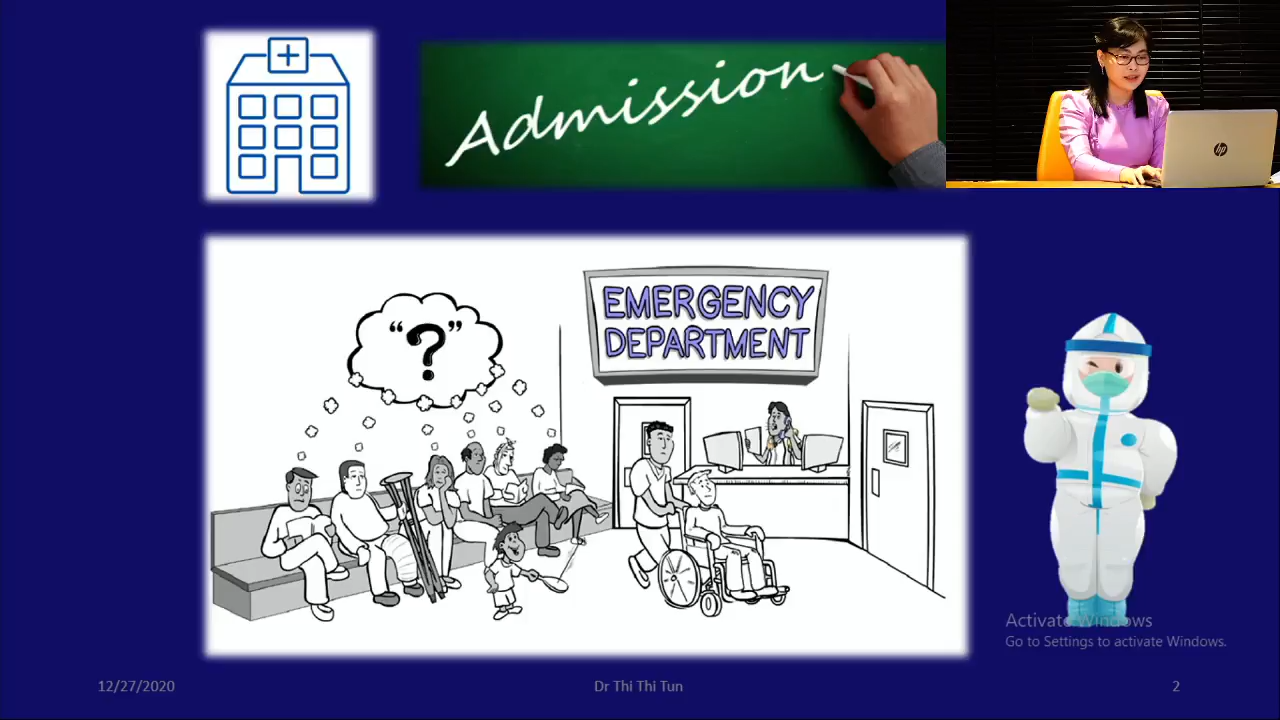 Admission
EMERGENCY
DEPARTMENT
"?"
hp
Activate Windows
Go to Settings to activate Windows.
12/27/2020
Dr Thi Thi Tun
2